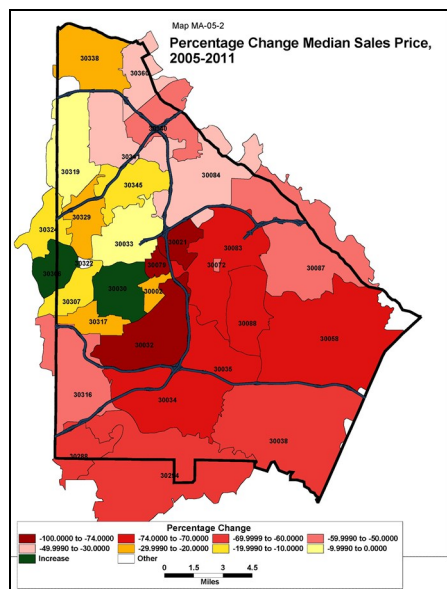 Map MA-05-2
Percentage Change Median Sales Price,
2005-2011
30338
30360
30340
30341
30319
30084
30345
30329
30324
30033
30021
30083
30322
30079
30072
30087
30306
30030
30002
30307
30317
30032
30088
30058
30035
30316
30034
30038
30288
30294
Percentage Change
-100.0000 to -74.0000
-74.0000 to -70.0000
-69.9990 to -60.0000
-59.9990 to -50.0000
-49.9990 to -30.0000
-29.9990 to -20.0000
-19.9990 to -10.0000
-9.9990 to 0.0000
Increase
Other
0 1.5 3 4.5
Miles